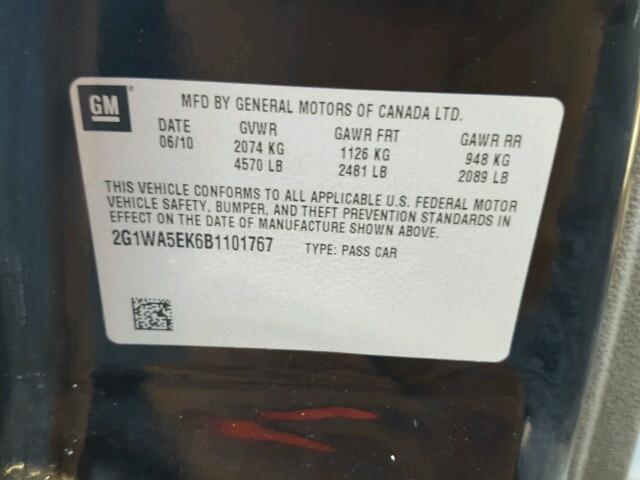 GM
MFD BY GENERAL MOTORS OF CANADA LTD.
DATE GVWR GAWR FRT GAWR RR
06/10 2074 KG 1126 KG 948 KG
4570 LB 2481 LB 2089 LB
THIS VEHICLE CONFORMS TO ALL APPLICABLE U.S. FEDERAL MOTOR
VEHICLE SAFETY, BUMPER, AND THEFT PREVENTION STANDARDS IN
EFFECT ON THE DATE OF MANUFACTURE SHOWN ABOVE.
2G1WA5EK6B1101767 TYPE: PASS CAR